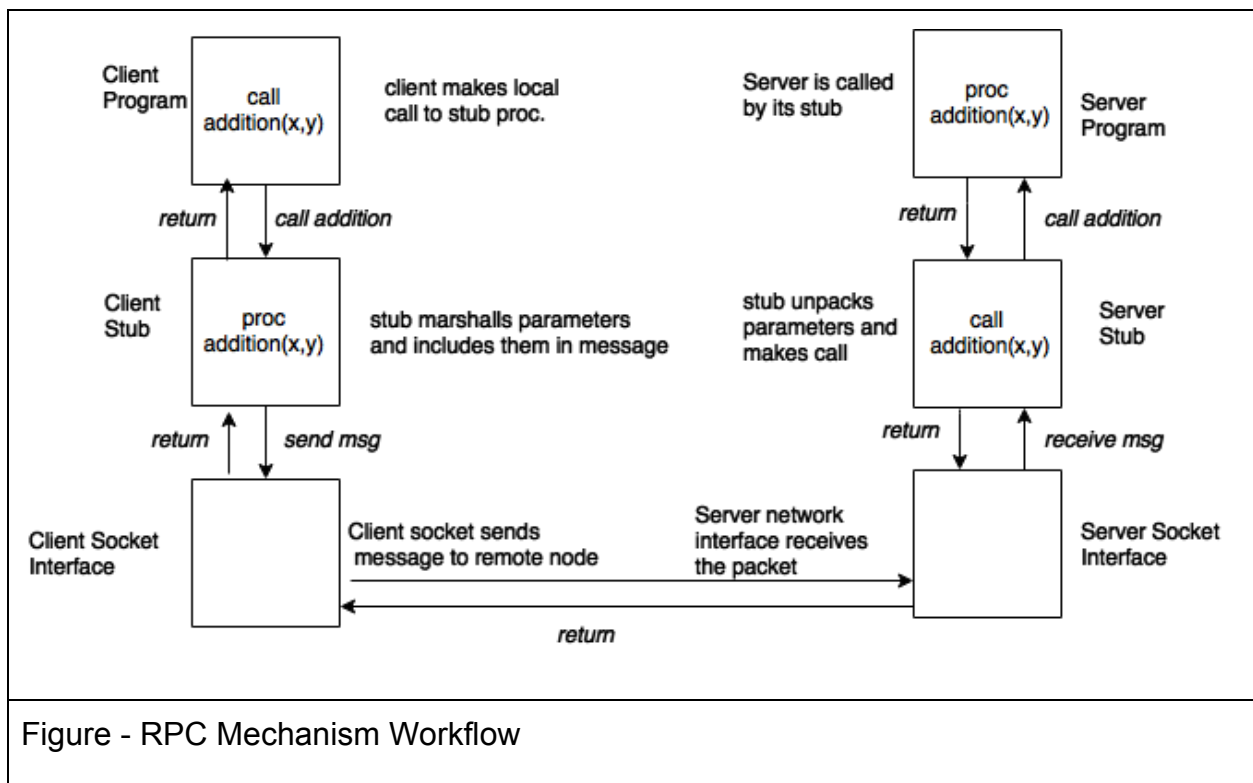 Client
Program
call
addition(x,y)
client makes local
call to stub proc.
Server is called
by its stub
proc
addition(x,y)
Server
Program
return
call addition
return
call addition
Client
Stub
proc
addition(x,y)
stub marshalls parameters
and includes them in message
stub unpacks
parameters and
makes call
call
addition(x,y)
Server
Stub
return
send msg
return
receive msg
Client Socket
Interface
Client socket sends
message to remote node
Server network
interface receives
the packet
Server Socket
Interface
return
Figure - RPC Mechanism Workflow